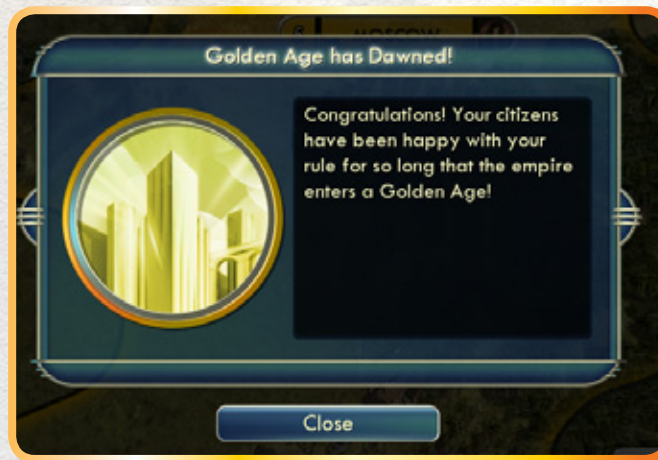 MOSCOW
Golden Age has Dawned!
Congratulations! Your citizens
have been happy with your
rule for so long that the empire
enters a Golden Age!
Close